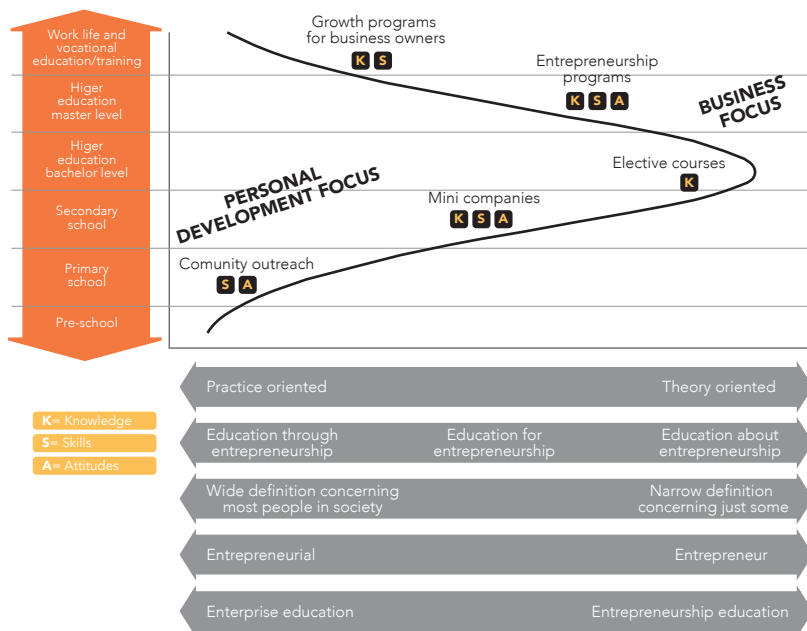 Work life and
vocational
education/training
Higer
education
master level
Higer
education
bachelor level
Secondary
school
Primary
school
Pre-school
Growth programs
for business owners
K S
Entrepreneurship
programs
K S A
BUSINESS
FOCUS
Elective courses
K
PERSONAL
DEVELOPMENT FOCUS
Mini companies
K S A
Comunity outreach
S A
Practice oriented
Theory oriented
K= Knowledge
S= Skills
A= Attitudes
Education through
entrepreneurship
Education for
entrepreneurship
Education about
entrepreneurship
Wide definition concerning
most people in society
Narrow definition
concerning just some
Entrepreneurial
Entrepreneur
Enterprise education
Entrepreneurship education